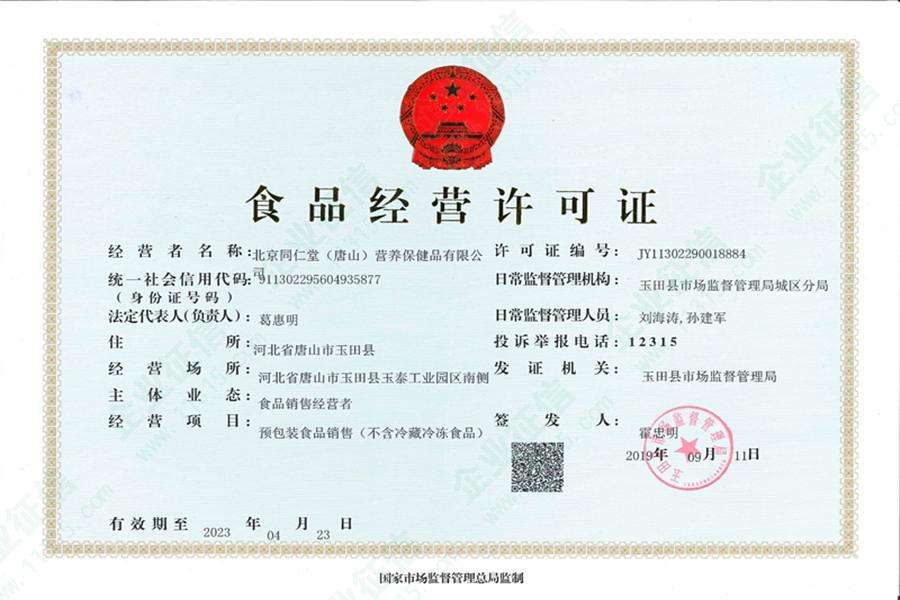 食品经营许可证
经营者名称：北京同仁堂（唐山）营养保健品有限公司
统一社会信用代码：911302295604935877
（身份证号码）
法定代表人（负责人）：葛惠明
住所：河北省唐山市玉田县
经营场所：河北省唐山市玉田县玉泰工业园区南侧
主体业态：食品销售经营者
经营项目：预包装食品销售（不含冷藏冷冻食品）
许可证编号：JY11302290018884
日常监督管理机构：玉田县市场监督管理局城区分局
日常监督管理人员：刘海涛,孙建军
投诉举报电话：12315
发证机关：玉田县市场监督管理局
签发人：霍忠明
2019年09月11日
有效期至2023年04月23日
国家市场监督管理总局监制
企业征信
www.11315.com